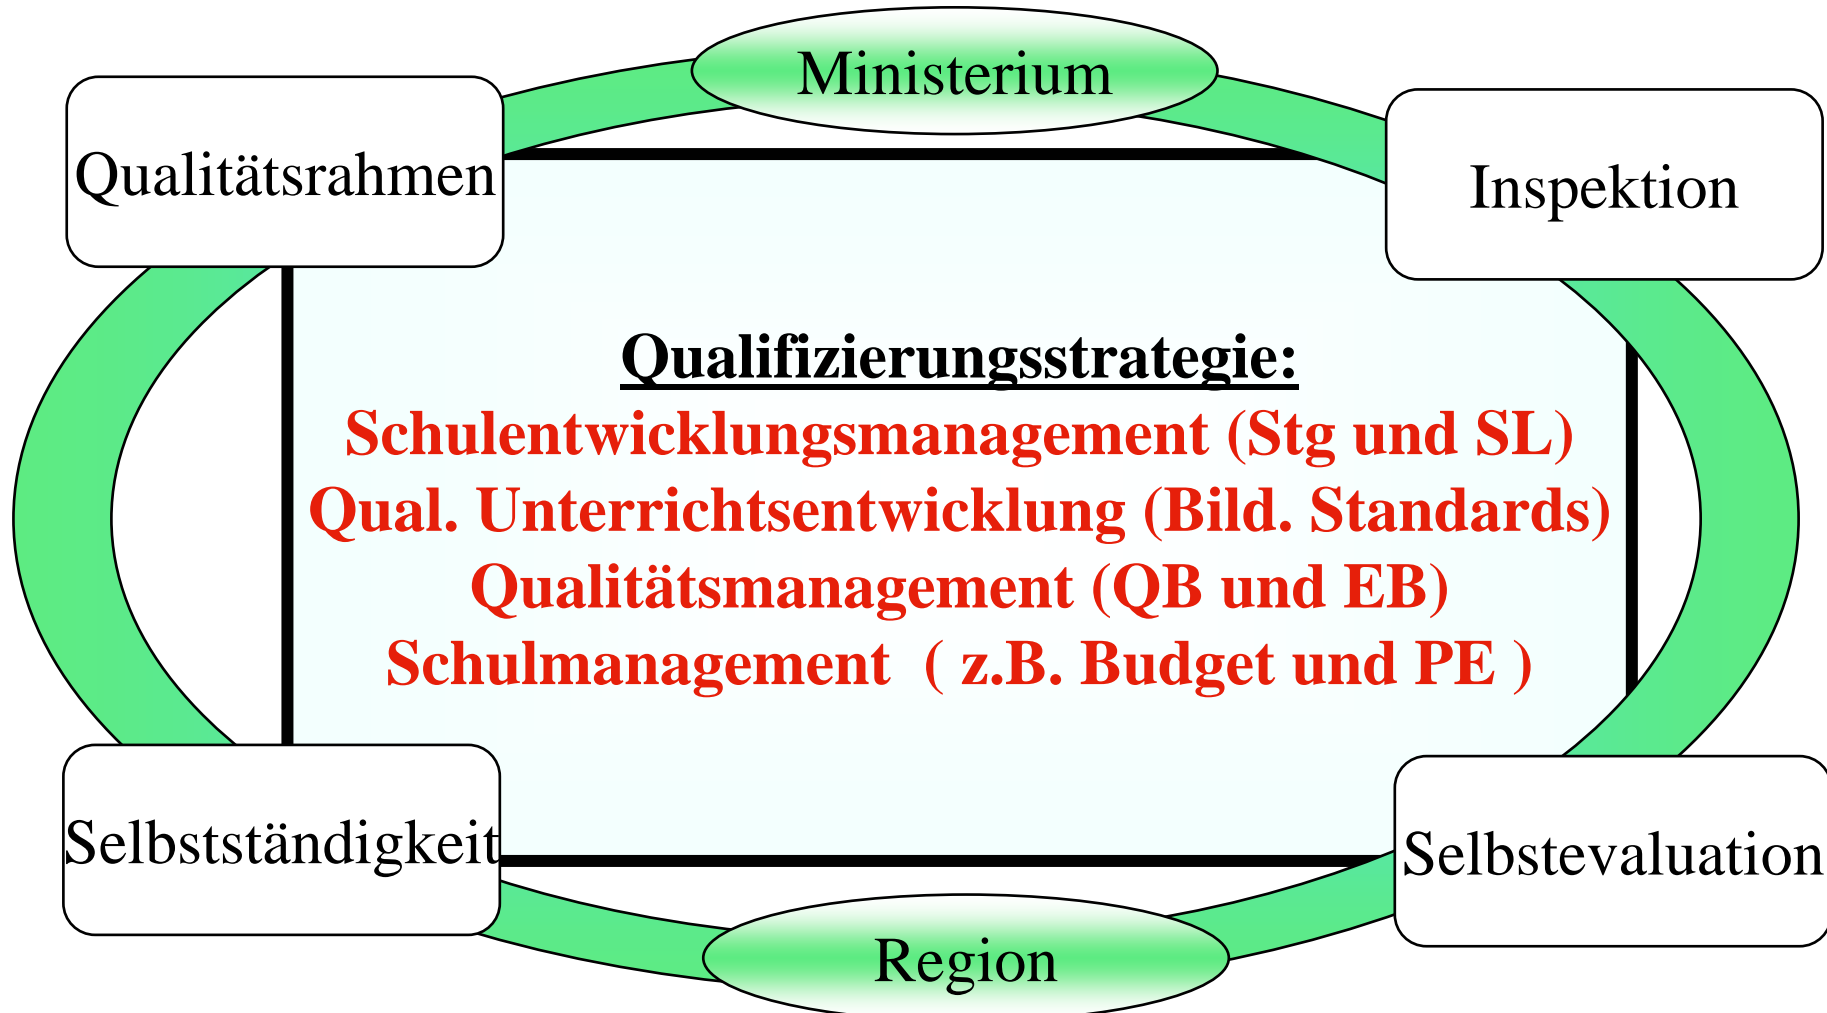 Ministerium
Qualitätsrahmen
Inspektion
Qualifizierungsstrategie:
Schulentwicklungsmanagement (Stg und SL)
Qual. Unterrichtsentwicklung (Bild. Standards)
Qualitätsmanagement (QB und EB)
Schulmanagement  ( z.B. Budget und PE )
Selbstständigkeit
Selbstevaluation
Region